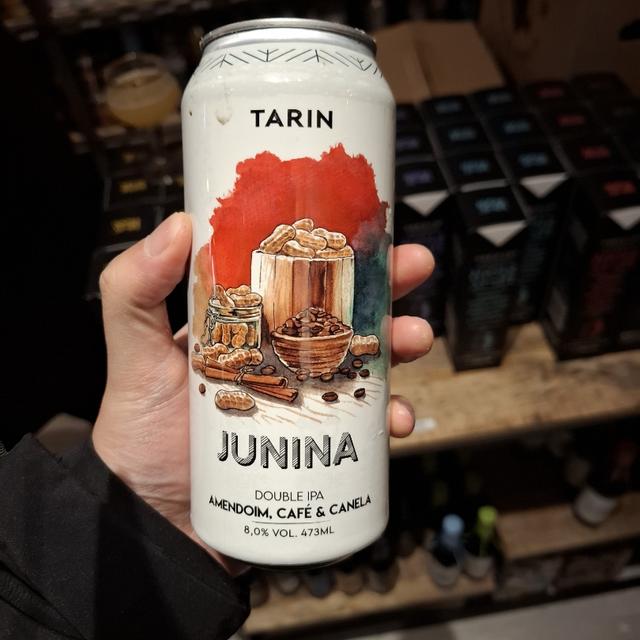 TARIN
JUNINA
DOUBLE IPA
AMENDOIM, CAFÉ & CANELA
8,0% VOL. 473ML